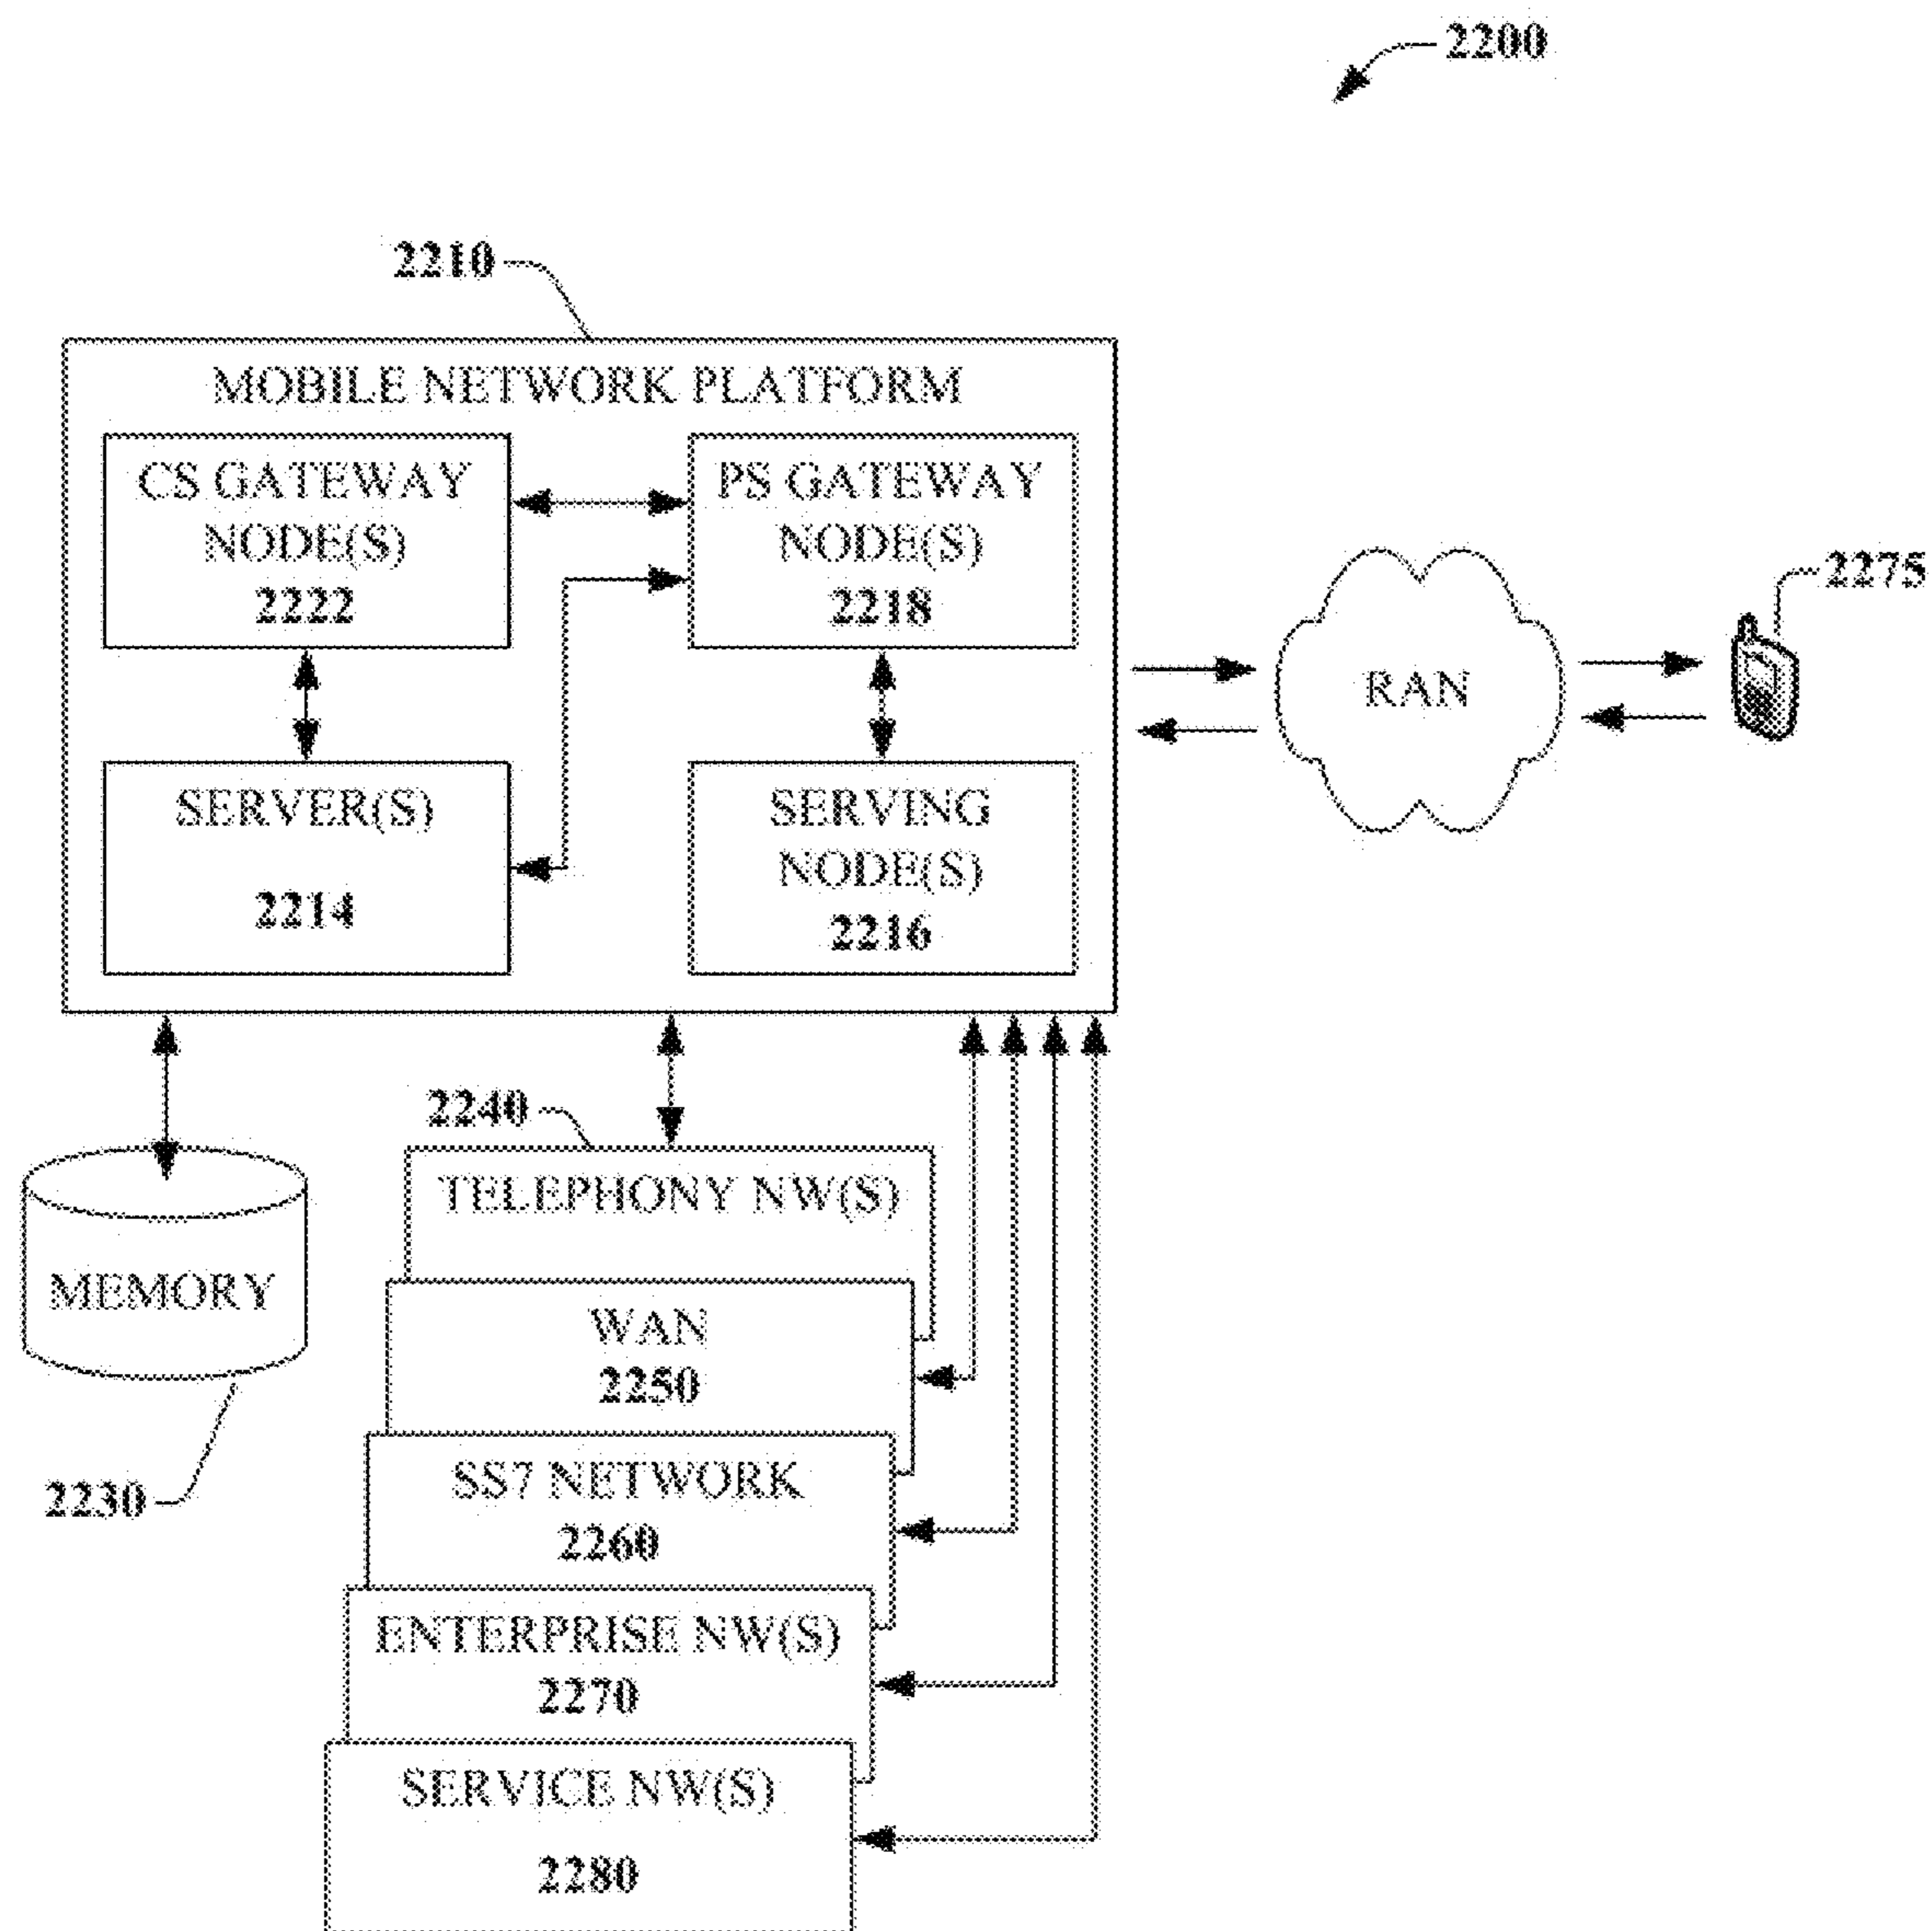 2200
2210
MOBILE NETWORK PLATFORM
CS GATEWAY
NODE(S)
2222
PS GATEWAY
NODE(S)
2218
SERVER(S)
2214
SERVING
NODE(S)
2216
RAN
2275
2240
TELEPHONY NW(S)
MEMORY
2230
WAN
2250
SS7 NETWORK
2260
ENTERPRISE NW(S)
2270
SERVICE NW(S)
2280